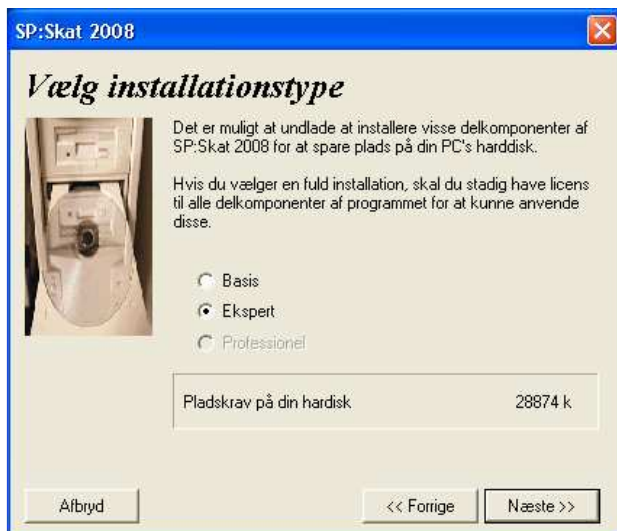 SP:Skat 2008
Vælg installationstype
Det er muligt at undlade at installere visse delkomponenter af
SP:Skat 2008 for at spare plads på din PC's harddisk.
Hvis du vælger en fuld installation, skal du stadig have licens
til alle delkomponenter af programmet for at kunne anvende
disse.
Basis
Ekspert
Professionel
Pladskrav på din hardisk 28874 k
Afbryd << Forrige Næste >>